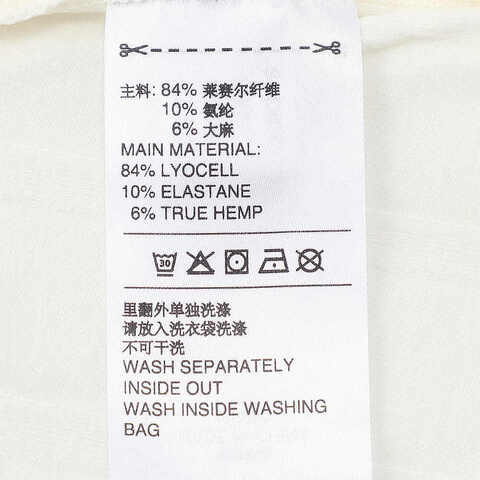 主料: 84% 莱赛尔纤维
10% 氨纶
6% 大麻
MAIN MATERIAL:
84% LYOCELL
10% ELASTANE
6% TRUE HEMP
30
里翻外单独洗涤
请放入洗衣袋洗涤
不可干洗
WASH SEPARATELY
INSIDE OUT
WASH INSIDE WASHING
BAG